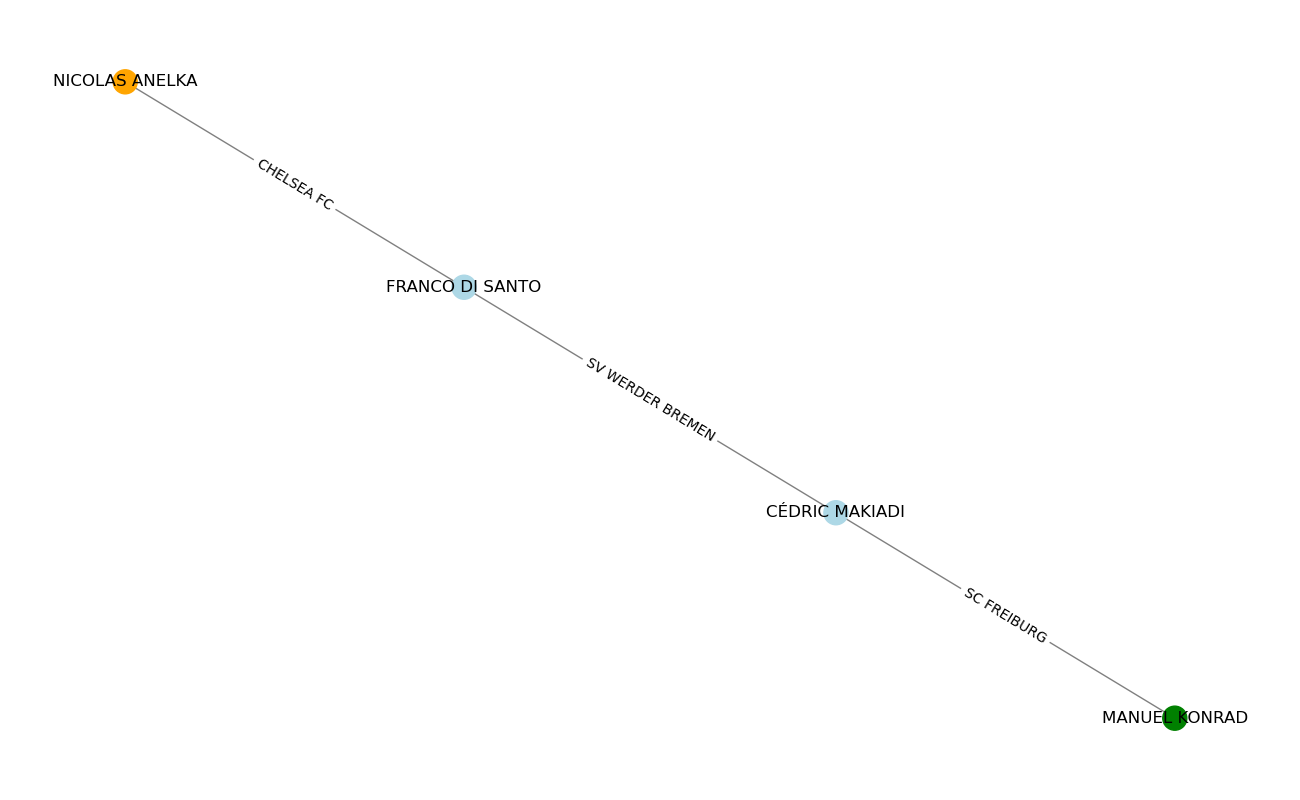 NICOLAS ANELKA
CHELSEA FC
FRANCO DI SANTO
SV WERDER BREMEN
CÉDRIC MAKIADI
SC FREIBURG
MANUEL KONRAD